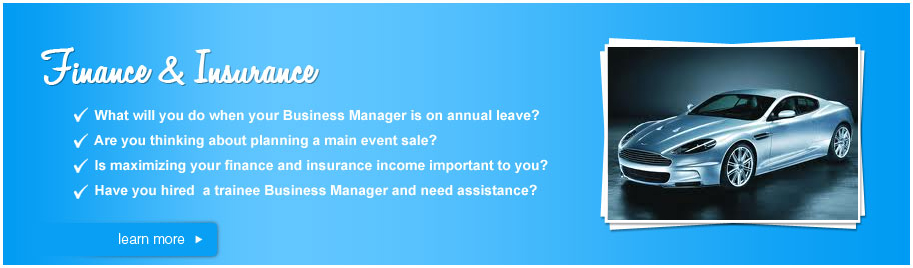 Finance & Insurance
What will you do when your Business Manager is on annual leave?
Are you thinking about planning a main event sale?
Is maximizing your finance and insurance income important to you?
Have you hired  a trainee Business Manager and need assistance?
learn more